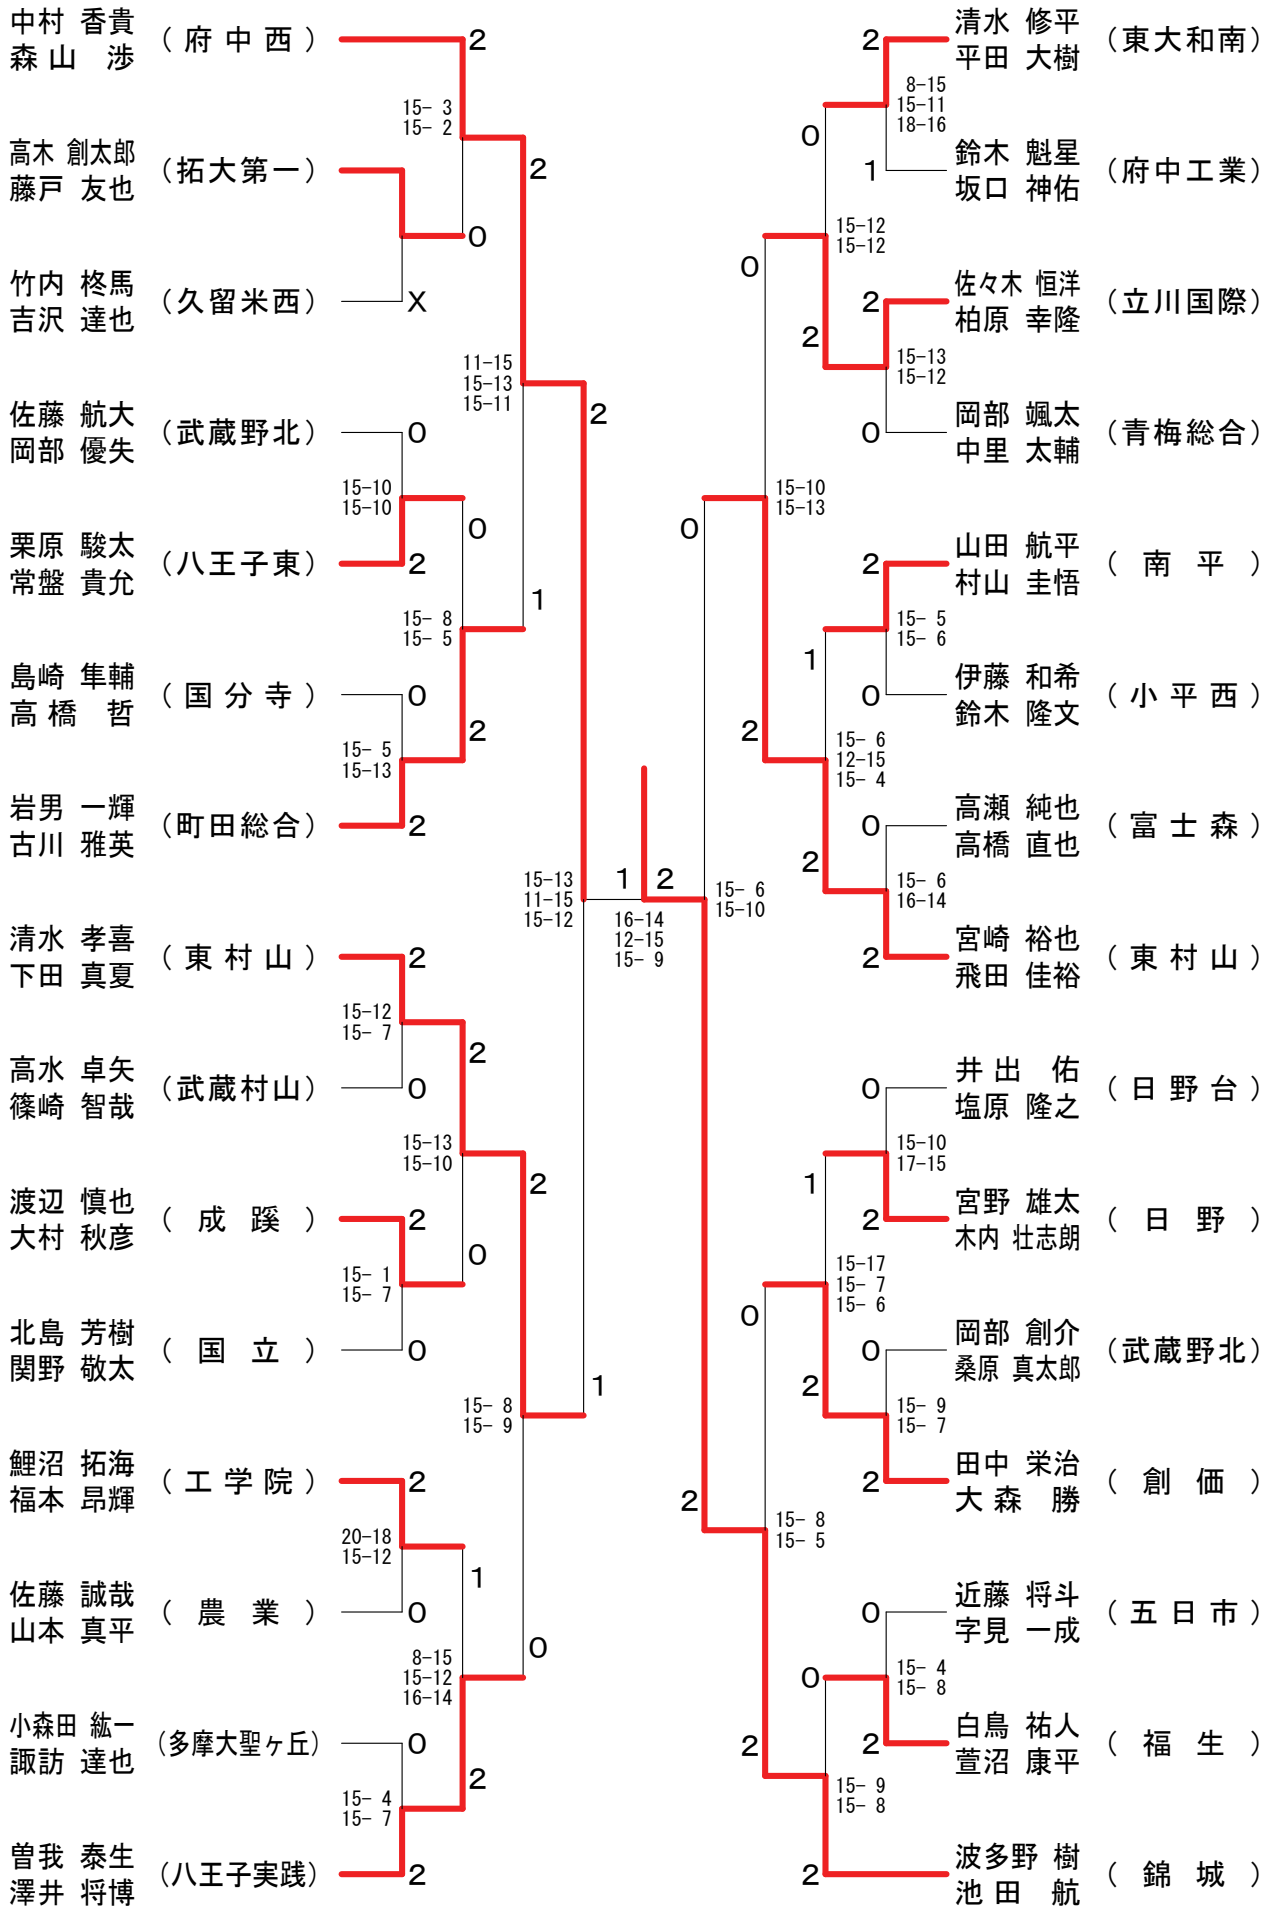 中村 香貴
森山 渉
(府中西)
2
15- 3
15- 2
高木 創太郎
藤戸 友也
(拓大第一)
0
2
竹内 柊馬
吉沢 達也
(久留米西)
X
11-15
15-13
15-11
2
佐藤 航大
岡部 優失
(武蔵野北)
0
15-10
15-10
0
栗原 駿太
常盤 貴允
(八王子東)
2
15- 8
15- 5
1
島崎 隼輔
高橋 哲
(国分寺)
0
15- 5
15-13
2
岩男 一輝
古川 雅英
(町田総合)
2
15-13
11-15
15-12
1
2
16-14
12-15
15- 9
清水 孝喜
下田 真夏
(東村山)
2
15-12
15- 7
2
高水 卓矢
篠崎 智哉
(武蔵村山)
0
15-13
15-10
2
渡辺 慎也
大村 秋彦
(成蹊)
2
15- 1
15- 7
0
北島 芳樹
関野 敬太
(国立)
0
15- 8
15- 9
1
鯉沼 拓海
福本 昂輝
(工学院)
2
20-18
15-12
1
佐藤 誠哉
山本 真平
(農業)
0
8-15
15-12
16-14
0
小森田 紘一
諏訪 達也
(多摩大聖ヶ丘)
0
15- 4
15- 7
2
曽我 泰生
澤井 将博
(八王子実践)
2
2
清水 修平
平田 大樹
(東大和南)
8-15
15-11
18-16
0
1
鈴木 魁星
坂口 神佑
(府中工業)
15-12
15-12
0
2
佐々木 恒洋
柏原 幸隆
(立川国際)
2
15-13
15-12
0
岡部 颯太
中里 太輔
(青梅総合)
15-10
15-13
0
2
山田 航平
村山 圭悟
(南平)
15- 5
15- 6
1
0
伊藤 和希
鈴木 隆文
(小平西)
2
15- 6
12-15
15- 4
0
高瀬 純也
高橋 直也
(富士森)
2
15- 6
16-14
15- 6
15-10
2
宮崎 裕也
飛田 佳裕
(東村山)
0
井出 佑
塩原 隆之
(日野台)
15-10
17-15
1
2
宮野 雄太
木内 壮志朗
(日野)
15-17
15- 7
15- 6
0
0
岡部 創介
桑原 真太郎
(武蔵野北)
2
15- 9
15- 7
2
田中 栄治
大森 勝
(創価)
2
15- 8
15- 5
0
近藤 将斗
字見 一成
(五日市)
15- 4
15- 8
0
2
白鳥 祐人
萱沼 康平
(福生)
2
15- 9
15- 8
2
波多野 樹
池田 航
(錦城)